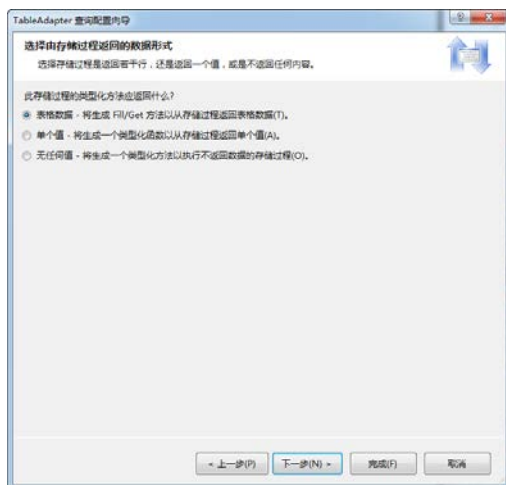 TableAdapter 查询配置向导
选择由存储过程返回的数据形式
选择存储过程是返回若干行，还是返回一个值，或是不返回任何内容。
此存储过程的类型化方法应返回什么?
表格数据 - 将生成 Fill/Get 方法以从存储过程返回表格数据(T)。
单个值 - 将生成一个类型化函数以从存储过程返回单个值(A)。
无任何值 - 将生成一个类型化方法以执行不返回数据的存储过程(O)。
< 上一步(P) 下一步(N) > 完成(F) 取消